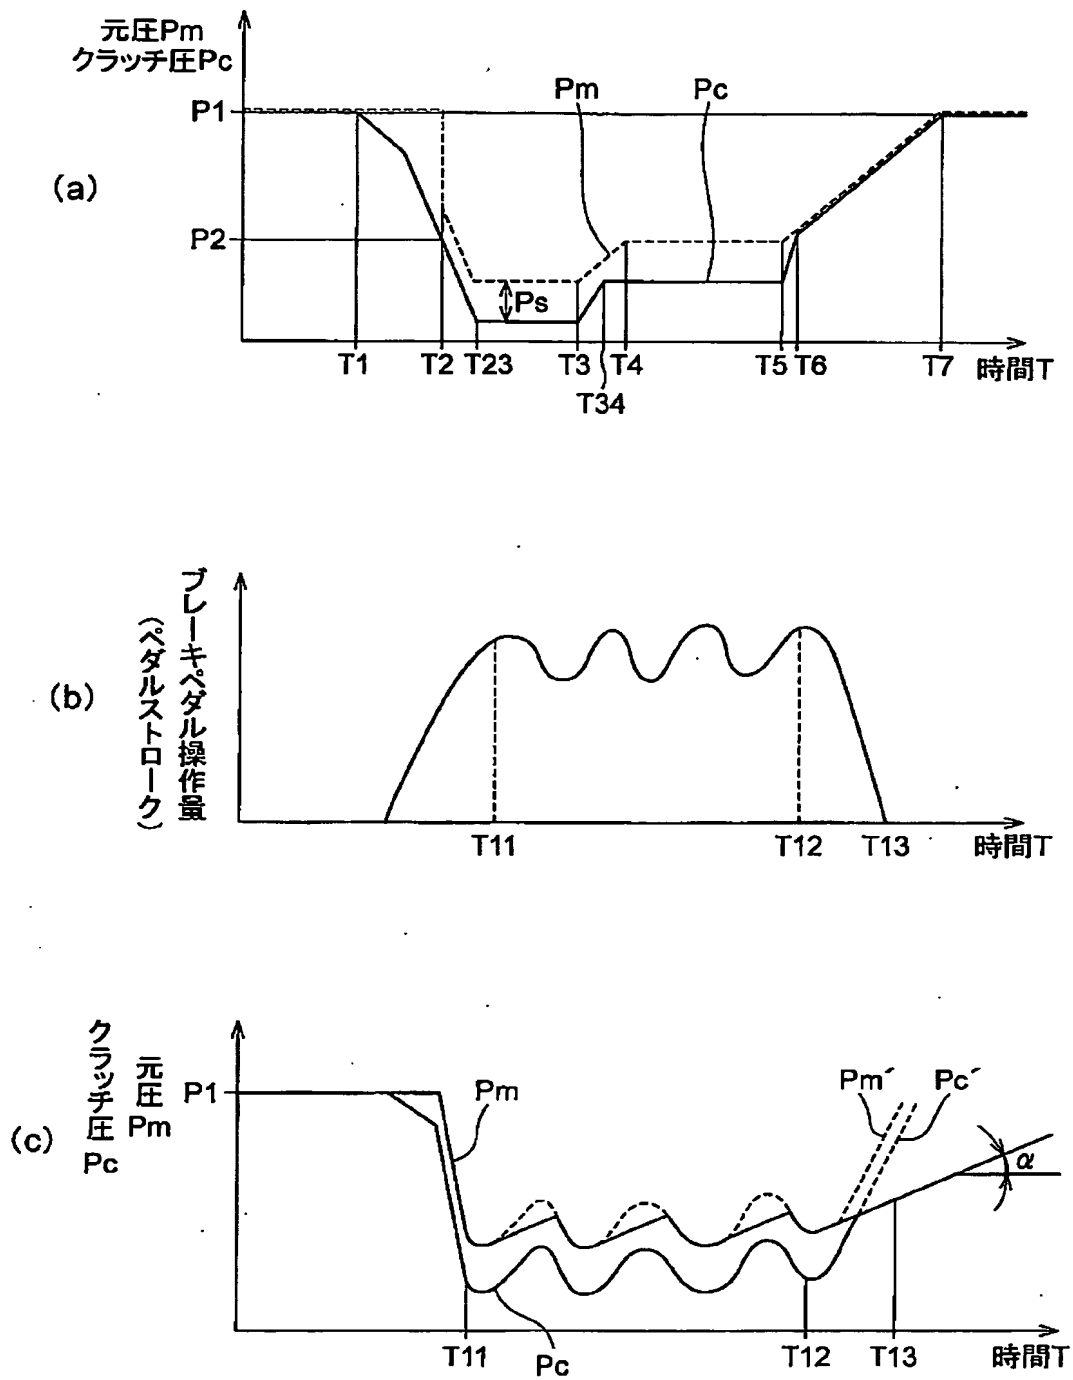 元圧Pm
クラッチ圧Pc
P1
P2
(a)
Pm
Pc
Ps
T1 T2 T23 T3 T4 T5 T6 T7 時間T
T34
(b)
ブレーキペダル操作量
(ペダルストローク)
T11 T12 T13 時間T
(c)
クラッチ圧 Pc
元圧 Pm
P1
Pm
Pm´
Pc´
α
Pc
T11 T12 T13 時間T